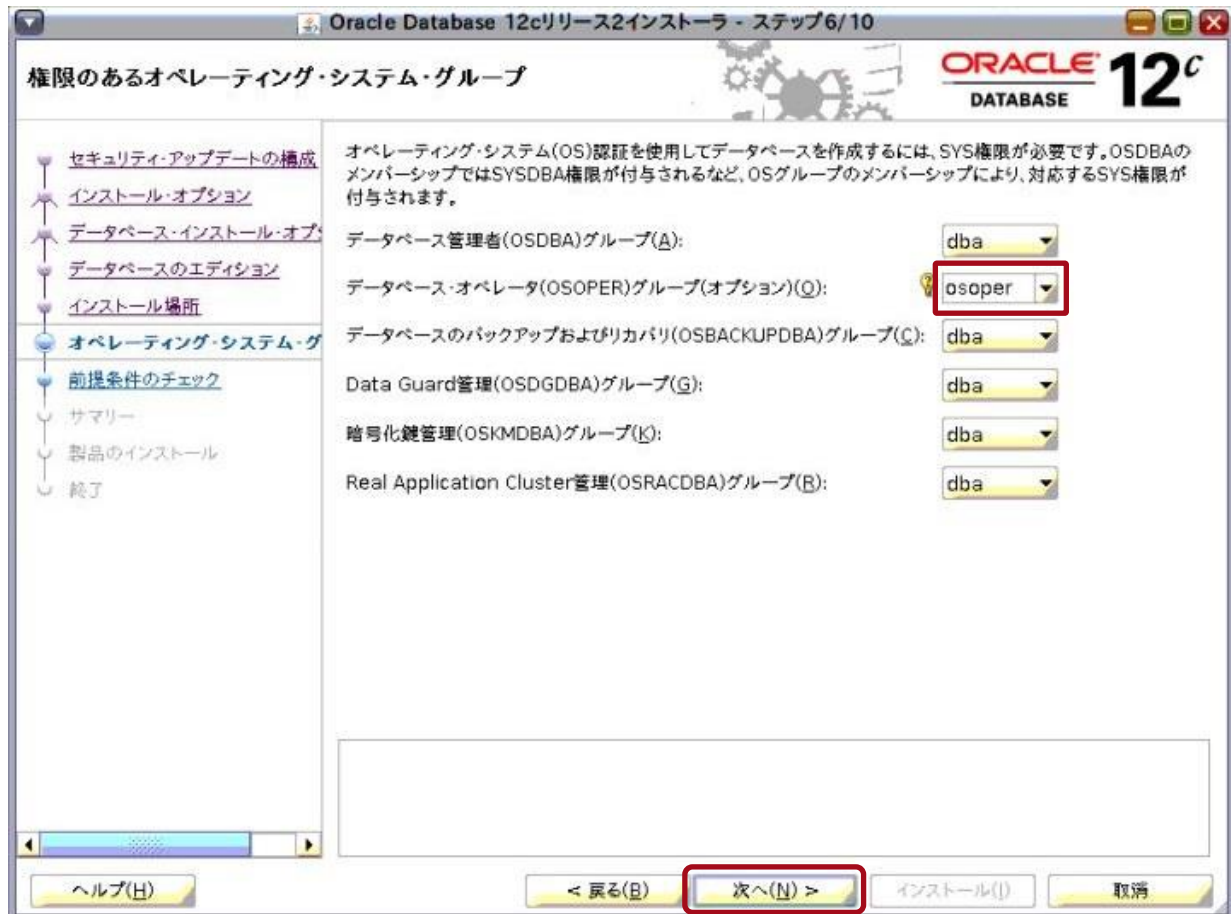 Oracle Database 12cリリース2インストーラ - ステップ6/10
権限のあるオペレーティング・システム・グループ
ORACLE
DATABASE
12c
セキュリティ・アップデートの構成
インストール・オプション
データベース・インストール・オプ
データベースのエディション
インストール場所
オペレーティング・システム・グ
前提条件のチェック
サマリー
製品のインストール
終了
オペレーティング・システム(OS)認証を使用してデータベースを作成するには、SYS権限が必要です。OSDBAの
メンバーシップではSYSDBA権限が付与されるなど、OSグループのメンバーシップにより、対応するSYS権限が
付与されます。
データベース管理者(OSDBA)グループ(A): dba
データベース・オペレータ(OSOPER)グループ(オプション)(O): osoper
データベースのバックアップおよびリカバリ(OSBACKUPDBA)グループ(C): dba
Data Guard管理(OSDGDBA)グループ(G): dba
暗号化鍵管理(OSKMDBA)グループ(K): dba
Real Application Cluster管理(OSRACDBA)グループ(R): dba
ヘルプ(H) < 戻る(B) 次へ(N) > インストール(I) 取消